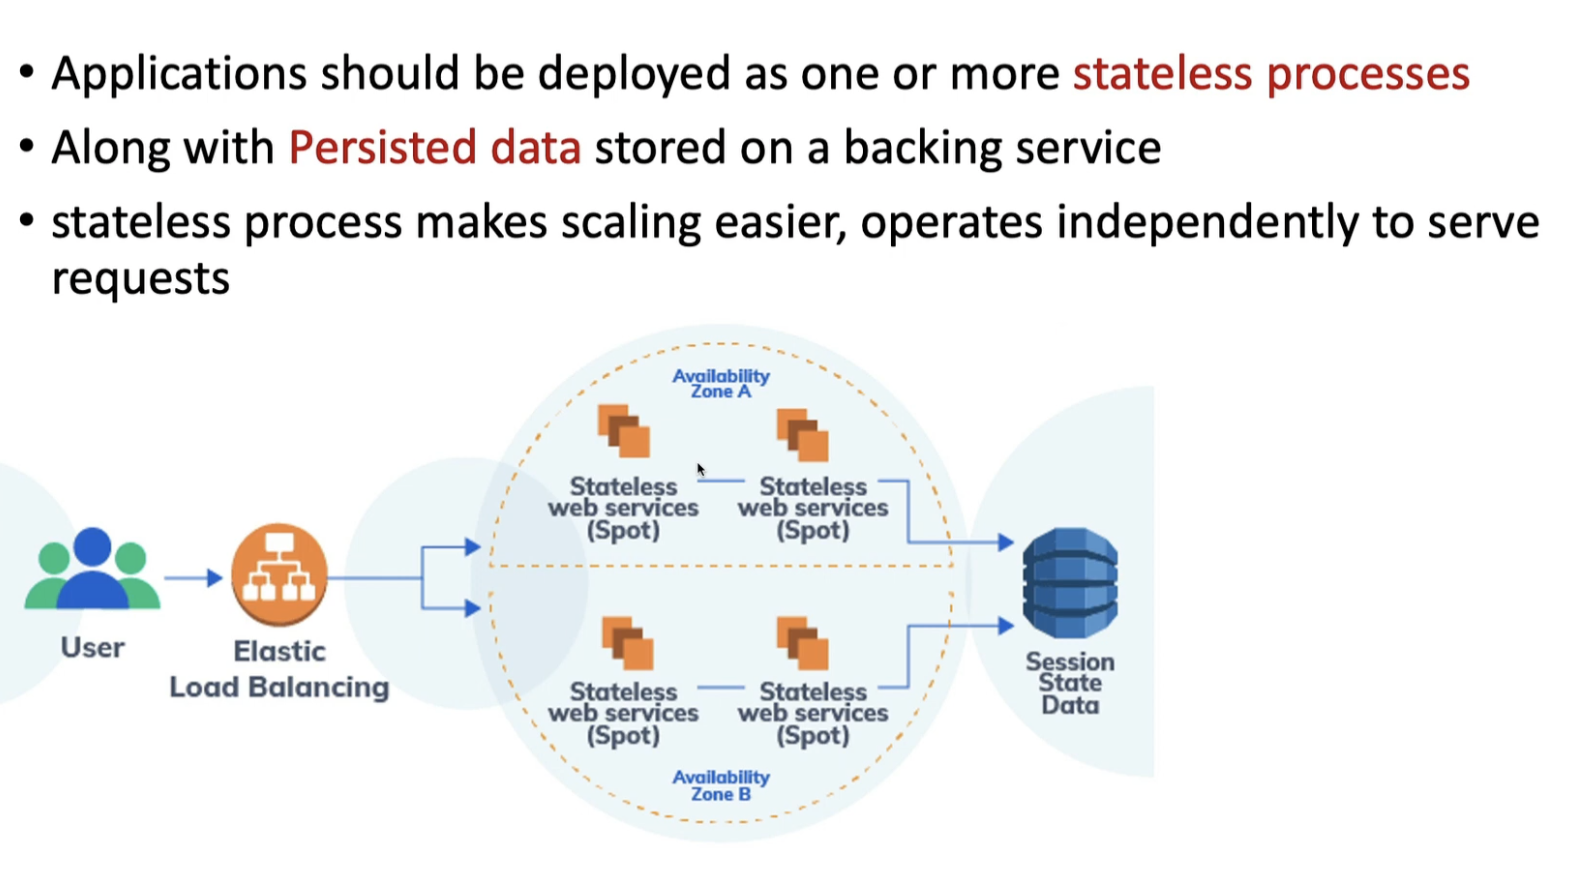 • Applications should be deployed as one or more stateless processes
• Along with Persisted data stored on a backing service
• stateless process makes scaling easier, operates independently to serve
requests
Availability
Zone A
Stateless
web services
(Spot)
Stateless
web services
(Spot)
User
Elastic
Load Balancing
Stateless
web services
(Spot)
Stateless
web services
(Spot)
Availability
Zone B
Session
State
Data